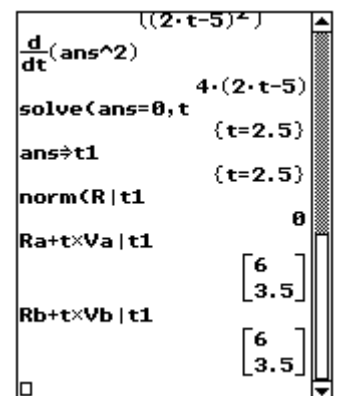 ((2·t-5)²)
d/dt(ans^2)
4·(2·t-5)
solve(ans=0,t
{t=2.5}
ans⇒t1
{t=2.5}
norm(R|t1
0
Ra+t×Va|t1
[6
3.5]
Rb+t×Vb|t1
[6
3.5]